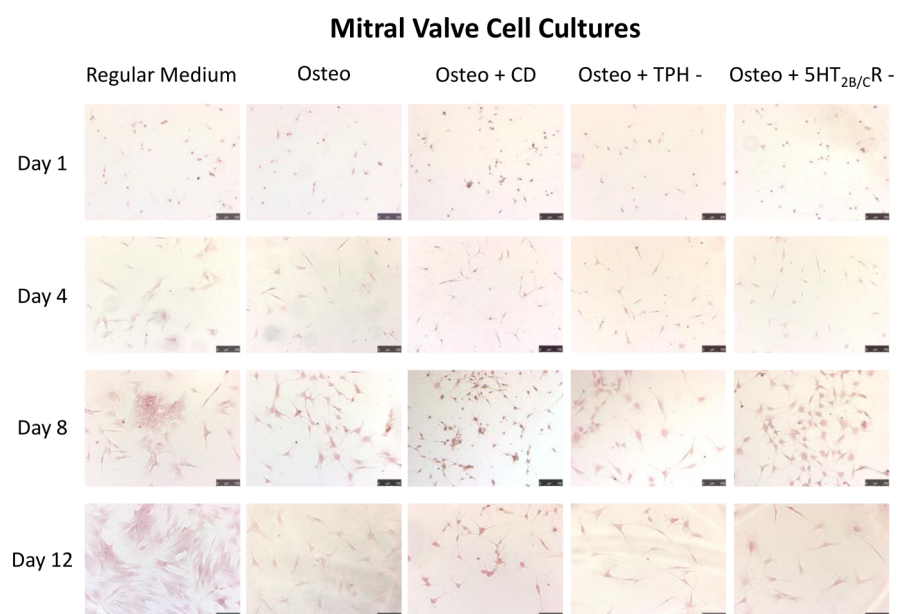 Mitral Valve Cell Cultures
Regular Medium Osteo Osteo + CD Osteo + TPH - Osteo + 5HT2B/CR -
Day 1
Day 4
Day 8
Day 12